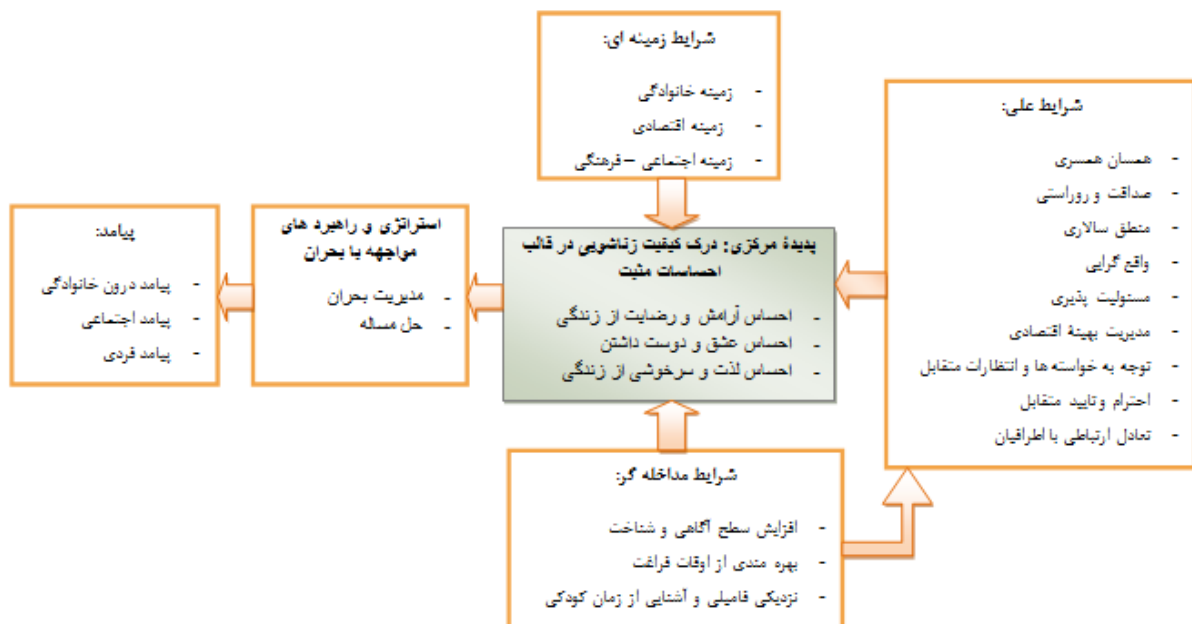 شرایط زمینه ای:
- زمینه خانوادگی
- زمینه اقتصادی
- زمینه اجتماعی – فرهنگی
شرایط علی:
- همسان همسری
- صداقت و روراستی
- منطق سالاری
- واقع گرایی
- مسئولیت پذیری
- مدیریت بهینۀ اقتصادی
- توجه به خواسته ها و انتظارات متقابل
- احترام و تایید متقابل
- تعادل ارتباطی با اطرافیان
پدیدۀ مرکزی: درک کیفیت زناشویی در قالب
احساسات مثبت
- احساس آرامش و رضایت از زندگی
- احساس عشق و دوست داشتن
- احساس لذت و سرخوشی از زندگی
استراتژی و راهبرد های
مواجهه با بحران
- مدیریت بحران
- حل مساله
پیامد:
- پیامد درون خانوادگی
- پیامد اجتماعی
- پیامد فردی
شرایط مداخله گر:
- افزایش سطح آگاهی و شناخت
- بهره مندی از اوقات فراغت
- نزدیکی فامیلی و آشنایی از زمان کودکی